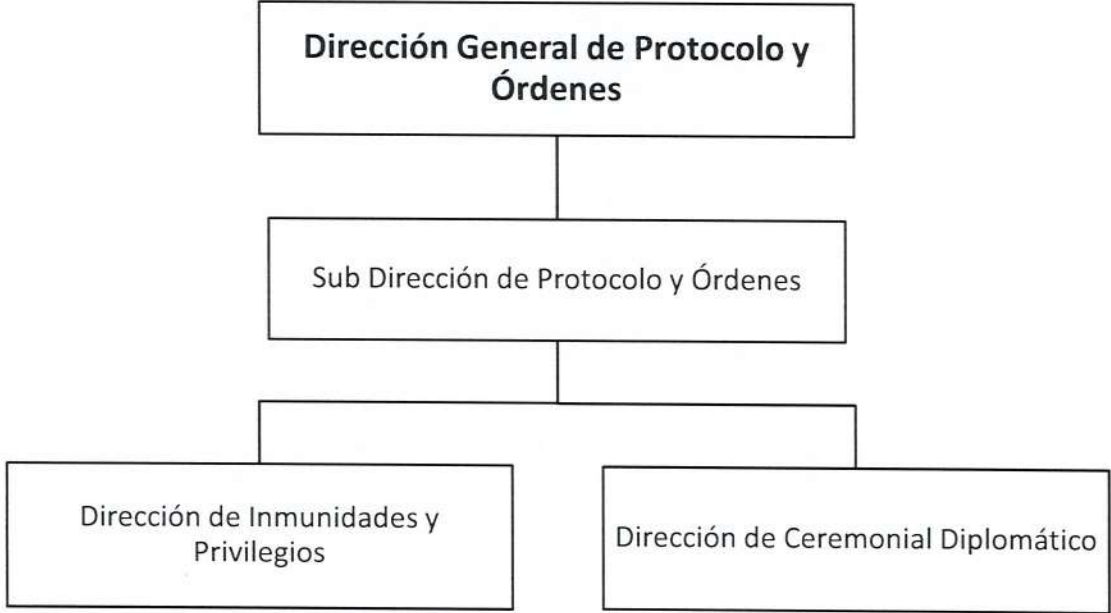 Dirección General de Protocolo y
Órdenes
Sub Dirección de Protocolo y Órdenes
Dirección de Inmunidades y
Privilegios
Dirección de Ceremonial Diplomático